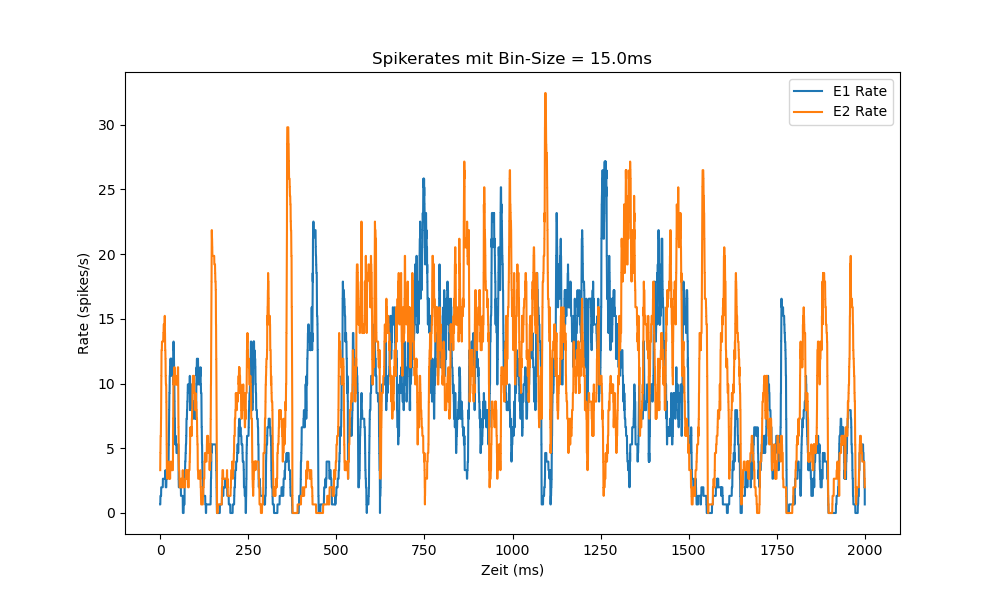 Spikerates mit Bin-Size = 15.0ms
E1 Rate
E2 Rate
Rate (spikes/s)
30
25
20
15
10
5
0
0 250 500 750 1000 1250 1500 1750 2000
Zeit (ms)